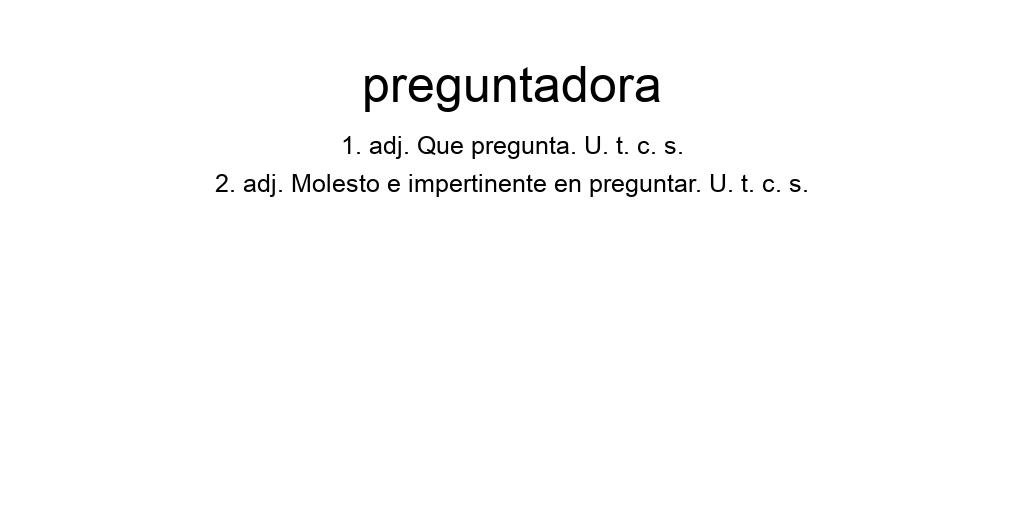 preguntadora
1. adj. Que pregunta. U. t. c. s.
2. adj. Molesto e impertinente en preguntar. U. t. c. s.